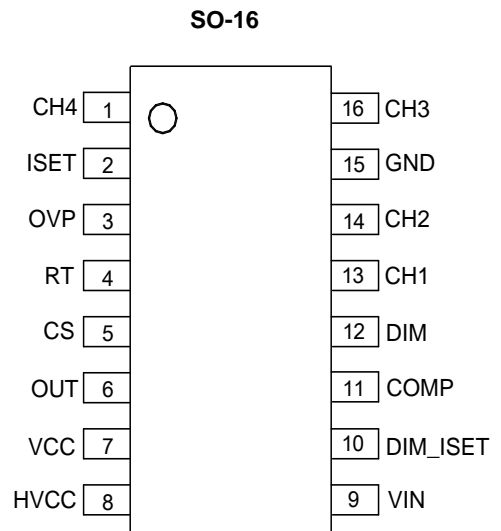 SO-16
CH4 1 16 CH3
ISET 2 15 GND
OVP 3 14 CH2
RT 4 13 CH1
CS 5 12 DIM
OUT 6 11 COMP
VCC 7 10 DIM_ISET
HVCC 8 9 VIN